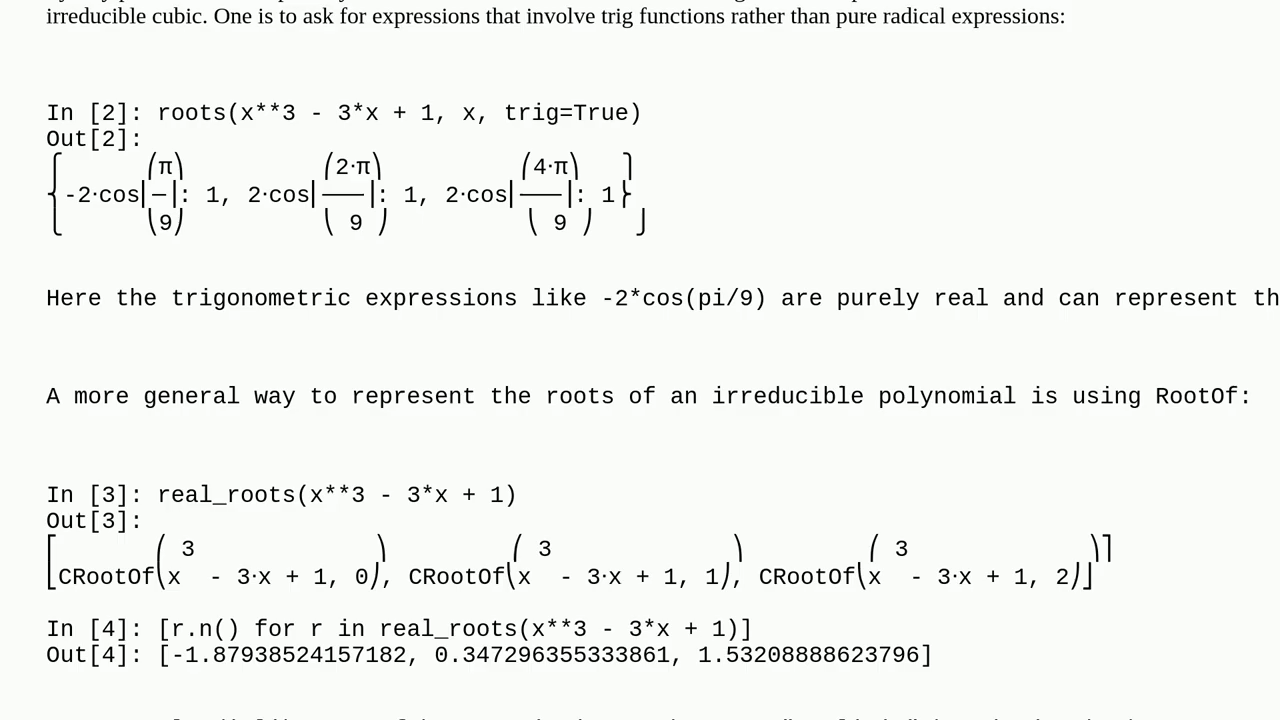 irreducible cubic. One is to ask for expressions that involve trig functions rather than pure radical expressions:
In [2]: roots(x**3 - 3*x + 1, x, trig=True)
Out[2]:
⎧      ⎛π⎞          ⎛2⋅π⎞          ⎛4⋅π⎞   ⎫
⎨-2⋅cos⎜─⎟: 1, 2⋅cos⎜───⎟: 1, 2⋅cos⎜───⎟: 1⎬
⎩      ⎝9⎠          ⎝ 9 ⎠          ⎝ 9 ⎠   ⎭
Here the trigonometric expressions like -2*cos(pi/9) are purely real and can represent th
A more general way to represent the roots of an irreducible polynomial is using RootOf:
In [3]: real_roots(x**3 - 3*x + 1)
Out[3]:
⎡       ⎛ 3             ⎞         ⎛ 3             ⎞         ⎛ 3             ⎞⎤
⎣CRootOf⎝x  - 3⋅x + 1, 0⎠, CRootOf⎝x  - 3⋅x + 1, 1⎠, CRootOf⎝x  - 3⋅x + 1, 2⎠⎦
In [4]: [r.n() for r in real_roots(x**3 - 3*x + 1)]
Out[4]: [-1.87938524157182, 0.347296355333861, 1.53208888623796]